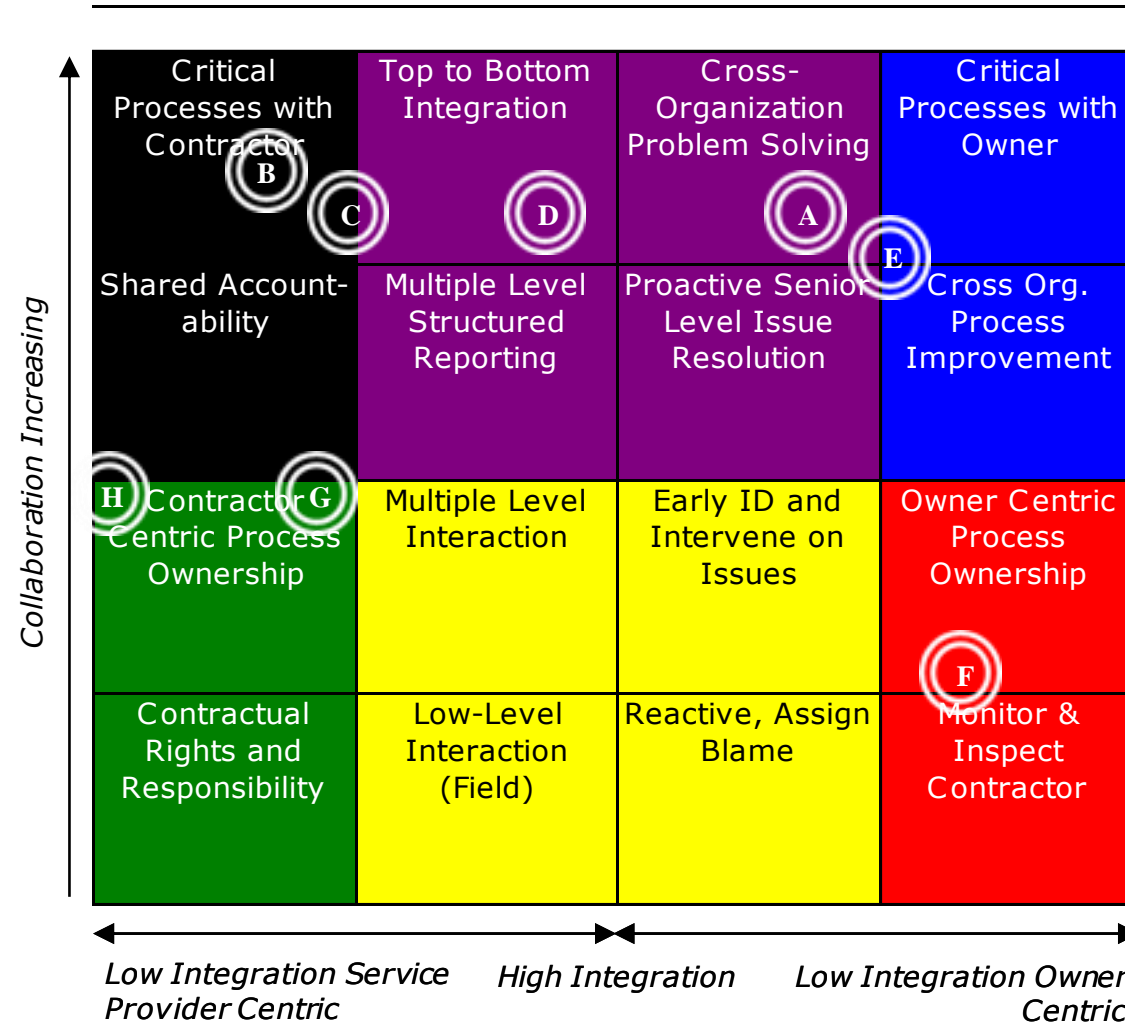 Critical
Processes with
Contractor
B
Top to Bottom
Integration
Cross-
Organization
Problem Solving
Critical
Processes with
Owner
C
D
A
E
Shared Account-
ability
Multiple Level
Structured
Reporting
Proactive Senior
Level Issue
Resolution
Cross Org.
Process
Improvement
H
G
Contractor
Centric Process
Ownership
Multiple Level
Interaction
Early ID and
Intervene on
Issues
Owner Centric
Process
Ownership
F
Contractual
Rights and
Responsibility
Low-Level
Interaction
(Field)
Reactive, Assign
Blame
Monitor &
Inspect
Contractor
Collaboration Increasing
Low Integration Service
Provider Centric
High Integration
Low Integration Owner
Centric